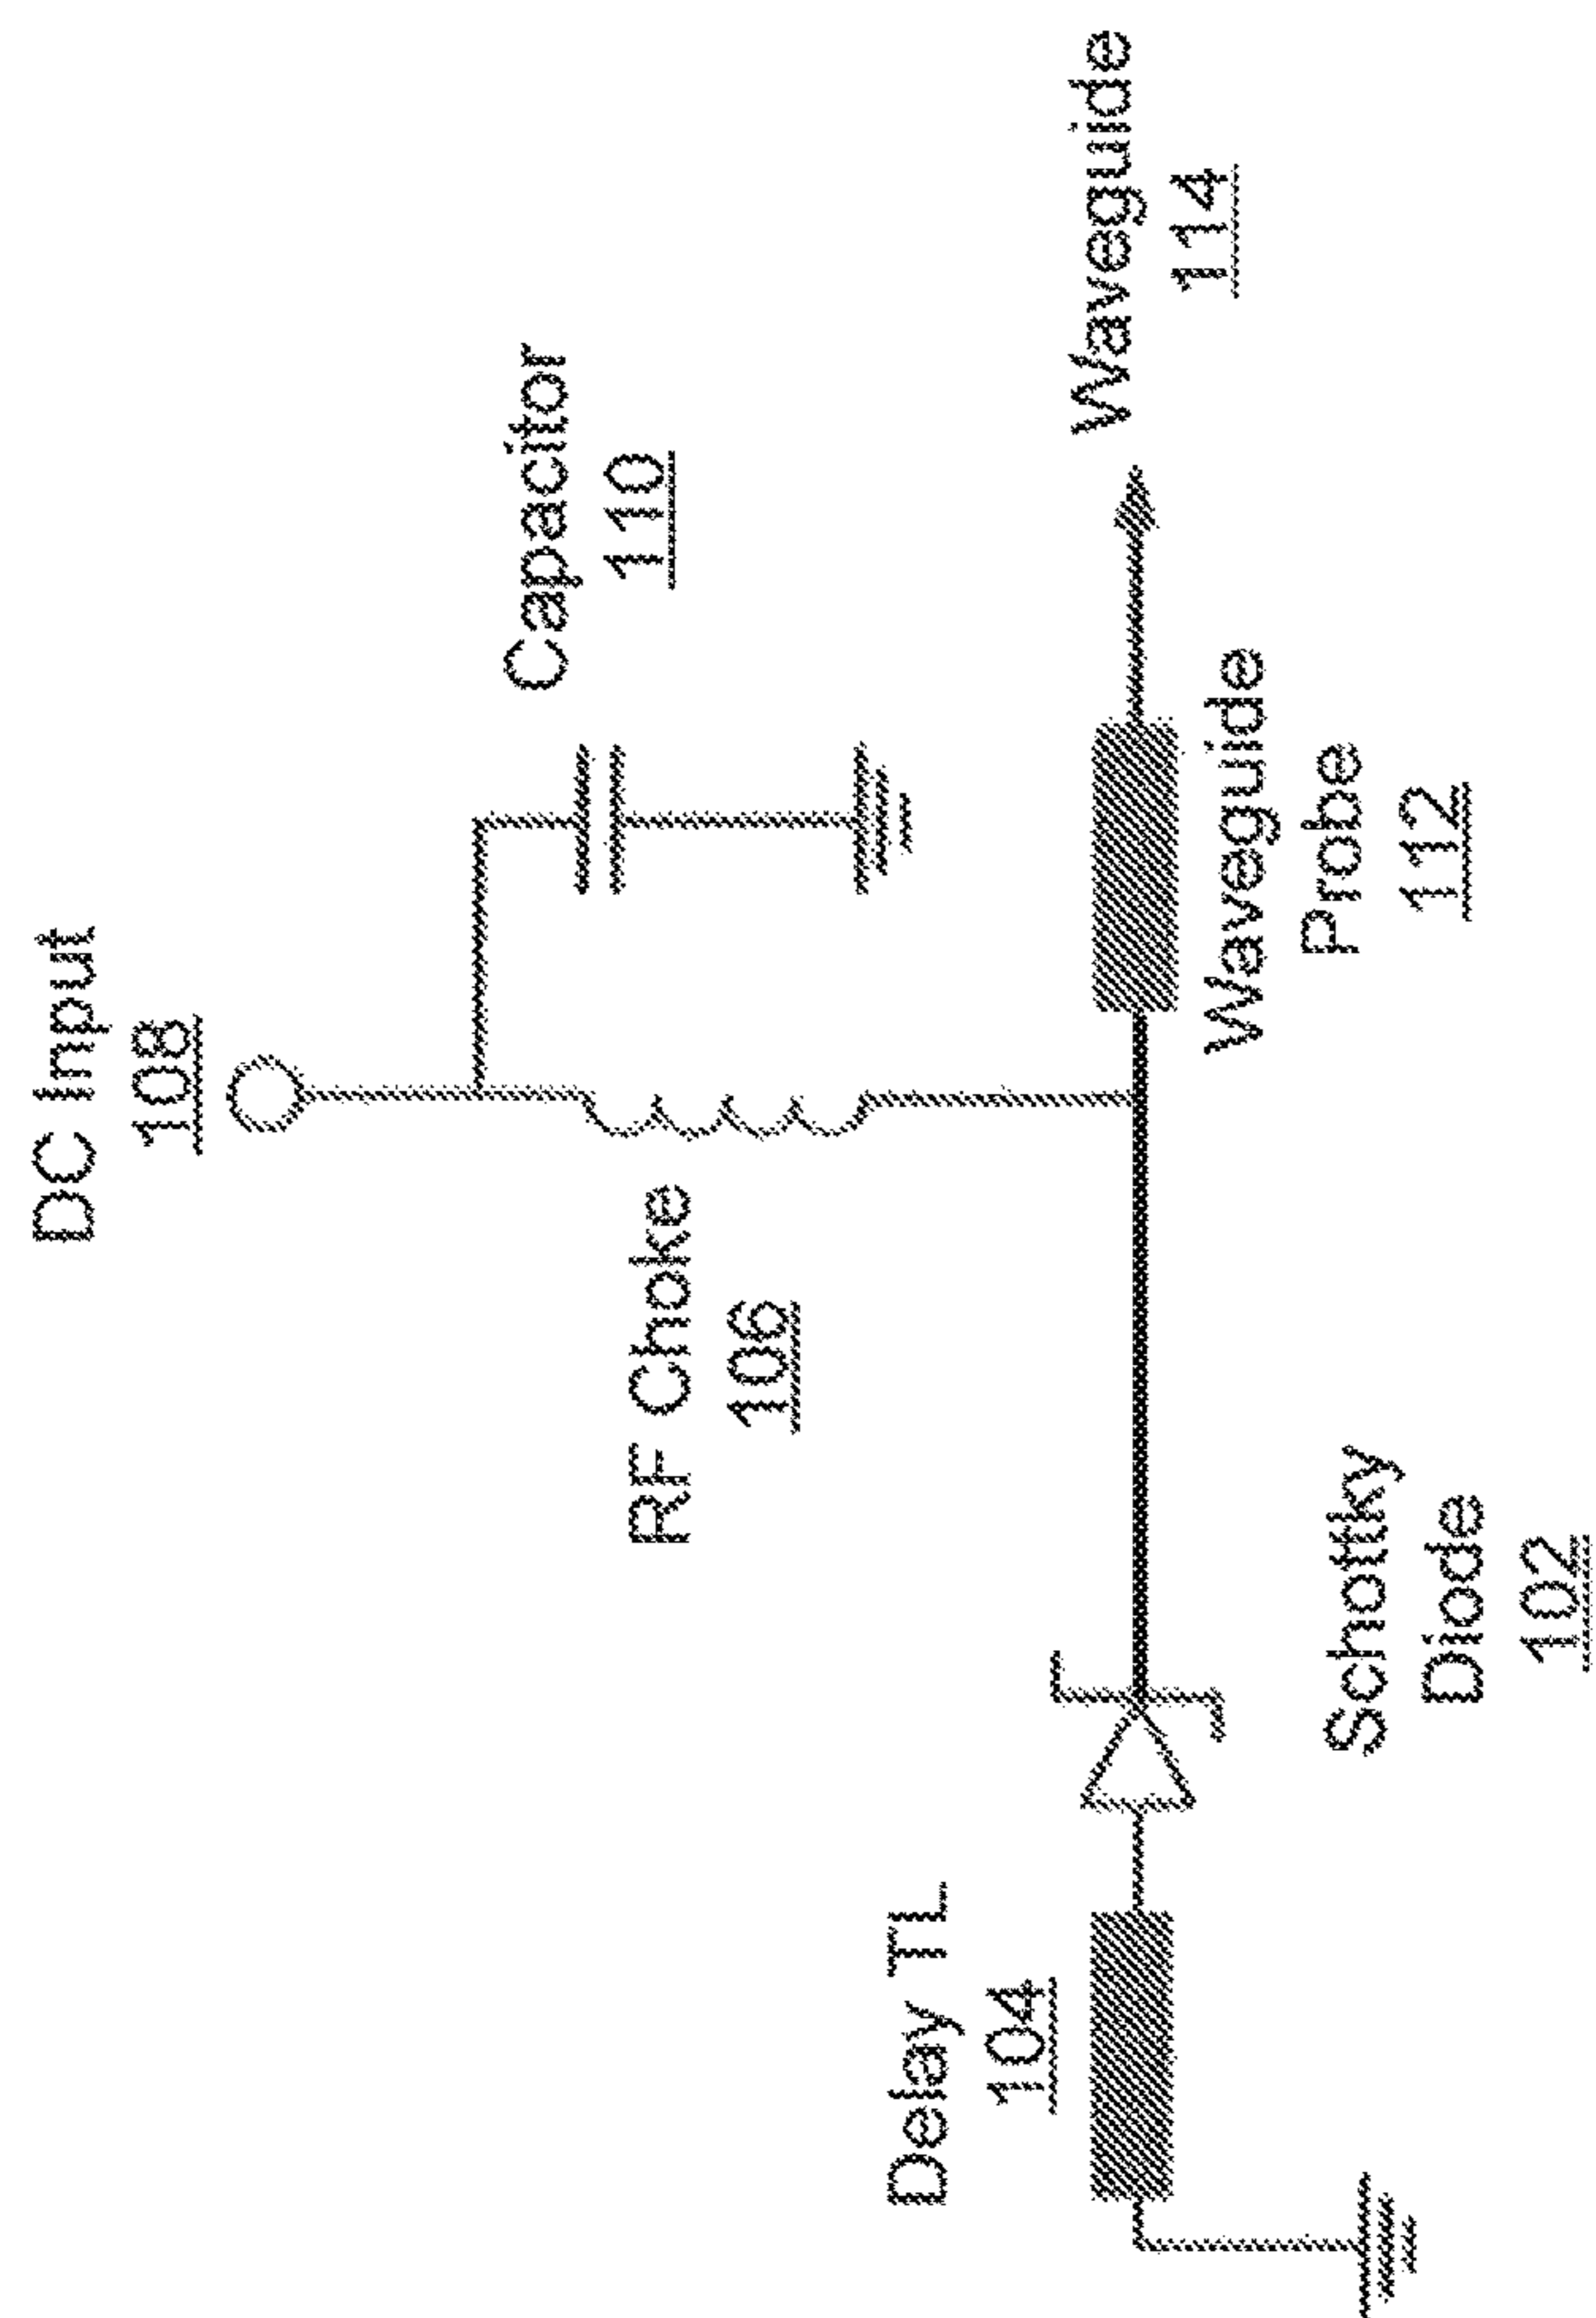 DC Input
108
Capacitor
110
RF Choke
106
Waveguide
114
Delay TL
104
Waveguide
Probe
112
Schottky
Diode
102